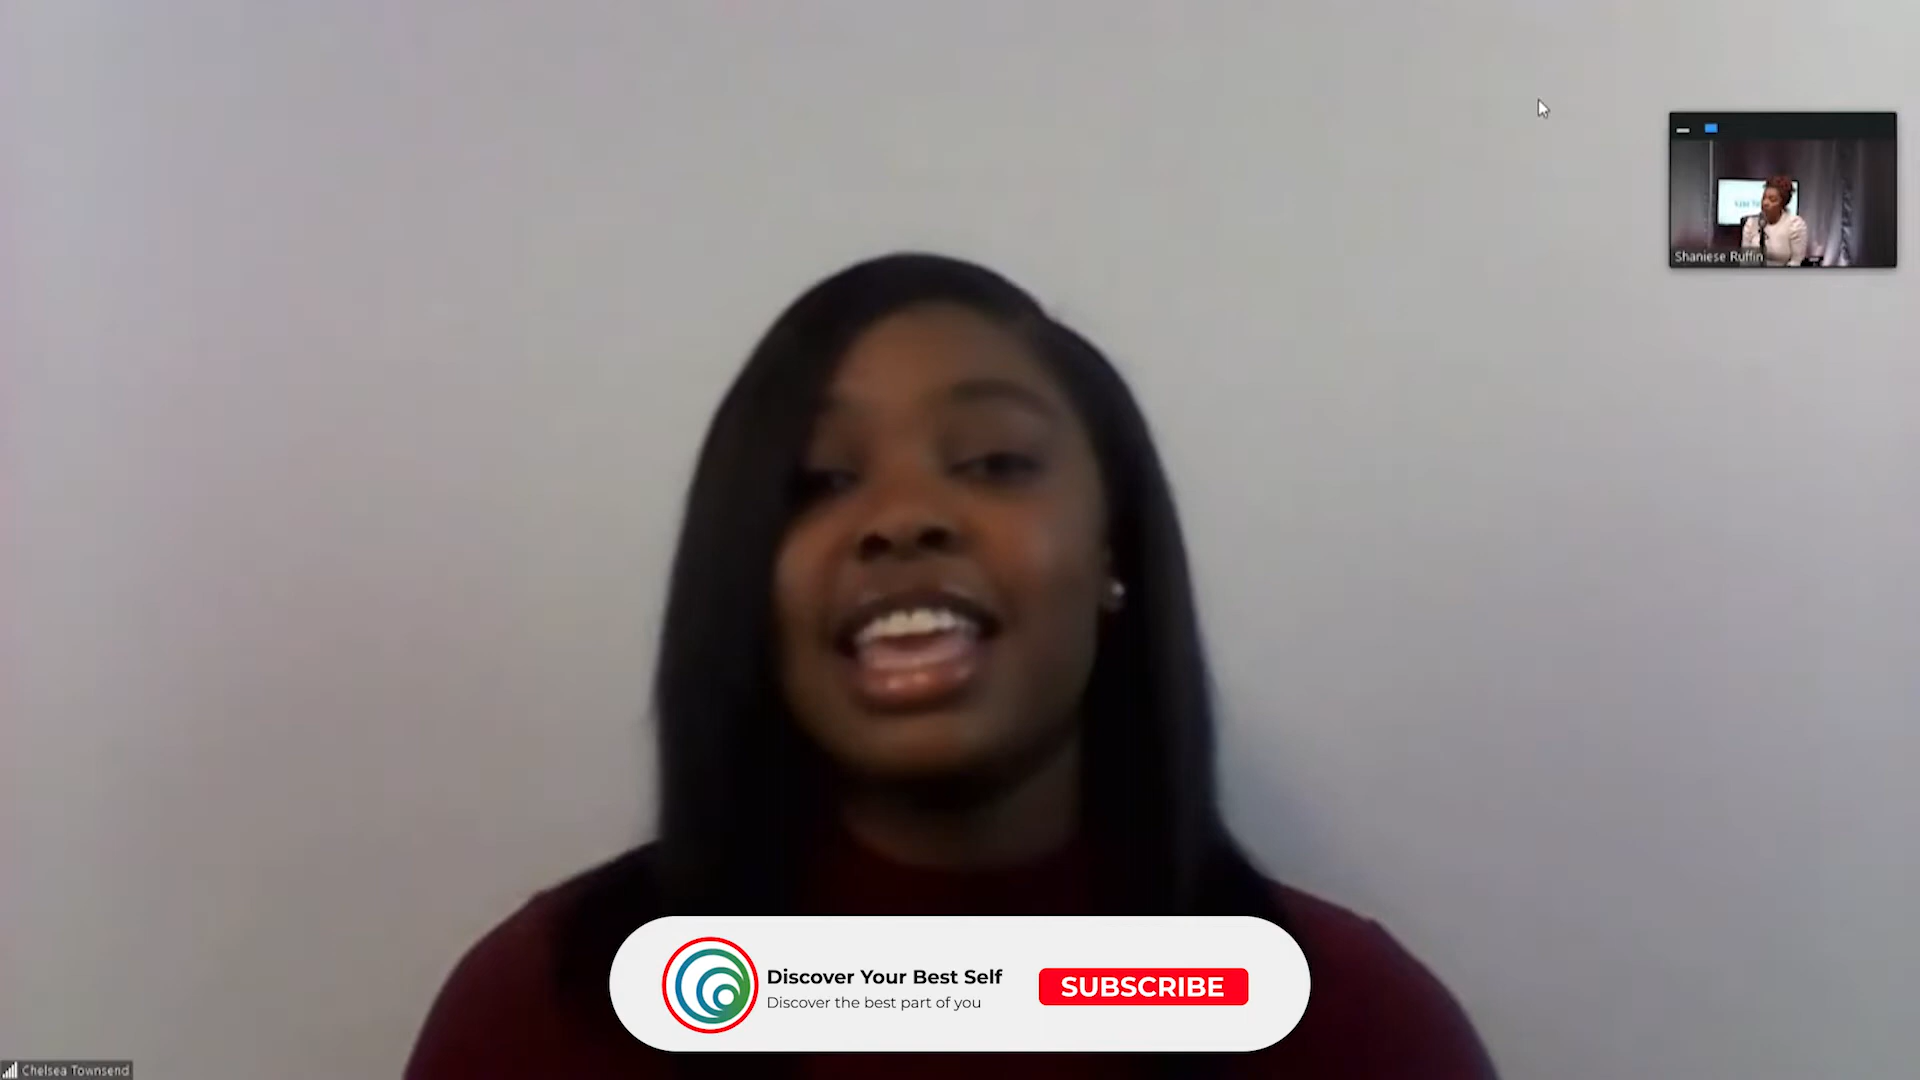 Shaniese Ruffin
Discover Your Best Self
Discover the best part of you
SUBSCRIBE
Chelsea Townsend